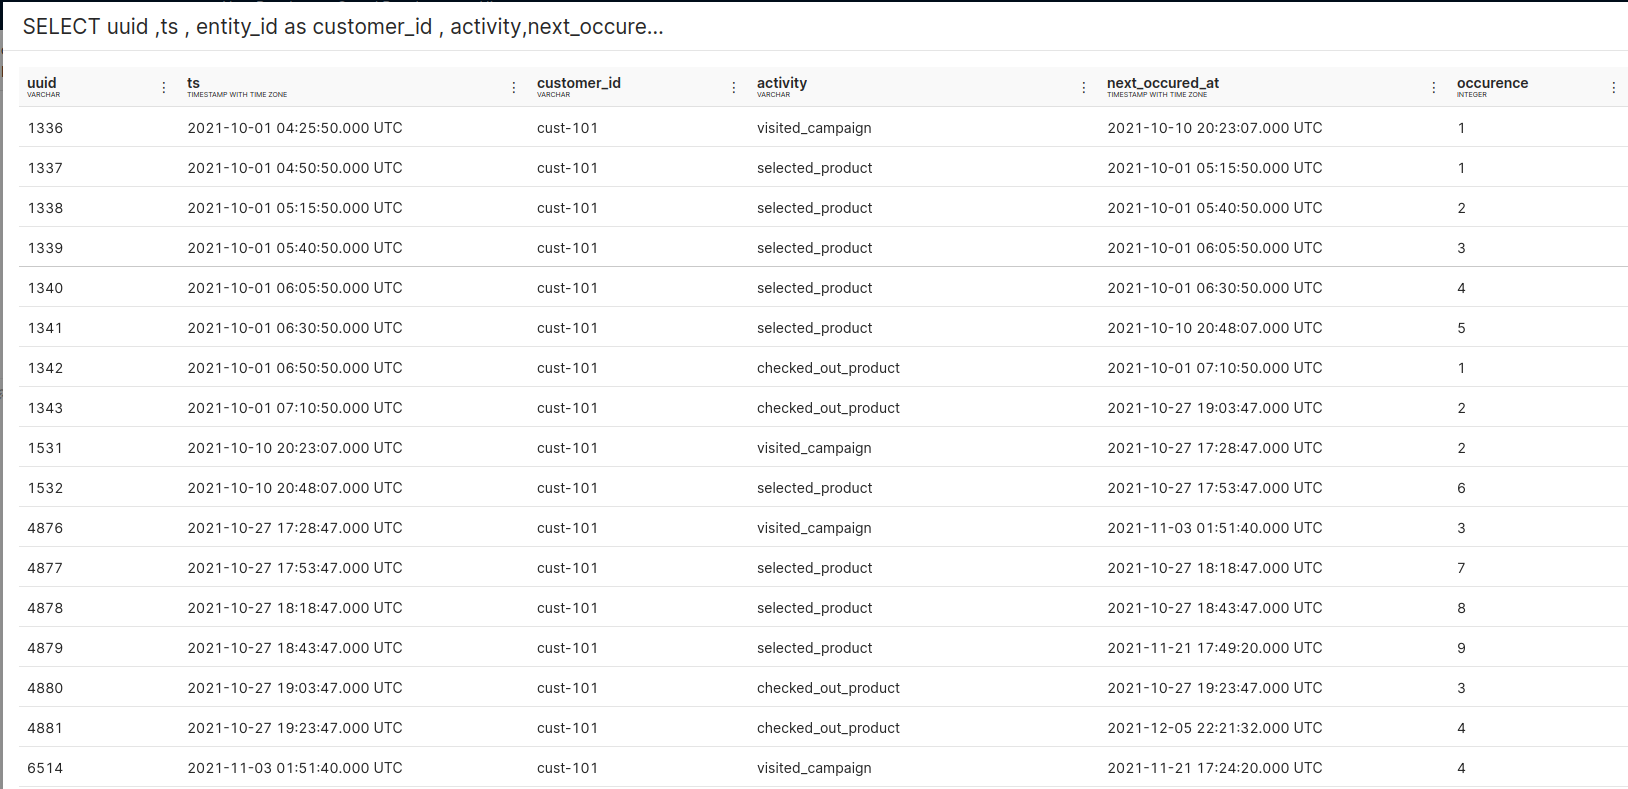 SELECT uuid ,ts , entity_id as customer_id , activity,next_occure...
uuid ts customer_id activity next_occured_at occurence
VARCHAR TIMESTAMP WITH TIME ZONE VARCHAR VARCHAR TIMESTAMP WITH TIME ZONE INTEGER
1336 2021-10-01 04:25:50.000 UTC cust-101 visited_campaign 2021-10-10 20:23:07.000 UTC 1
1337 2021-10-01 04:50:50.000 UTC cust-101 selected_product 2021-10-01 05:15:50.000 UTC 1
1338 2021-10-01 05:15:50.000 UTC cust-101 selected_product 2021-10-01 05:40:50.000 UTC 2
1339 2021-10-01 05:40:50.000 UTC cust-101 selected_product 2021-10-01 06:05:50.000 UTC 3
1340 2021-10-01 06:05:50.000 UTC cust-101 selected_product 2021-10-01 06:30:50.000 UTC 4
1341 2021-10-01 06:30:50.000 UTC cust-101 selected_product 2021-10-10 20:48:07.000 UTC 5
1342 2021-10-01 06:50:50.000 UTC cust-101 checked_out_product 2021-10-01 07:10:50.000 UTC 1
1343 2021-10-01 07:10:50.000 UTC cust-101 checked_out_product 2021-10-27 19:03:47.000 UTC 2
1531 2021-10-10 20:23:07.000 UTC cust-101 visited_campaign 2021-10-27 17:28:47.000 UTC 2
1532 2021-10-10 20:48:07.000 UTC cust-101 selected_product 2021-10-27 17:53:47.000 UTC 6
4876 2021-10-27 17:28:47.000 UTC cust-101 visited_campaign 2021-11-03 01:51:40.000 UTC 3
4877 2021-10-27 17:53:47.000 UTC cust-101 selected_product 2021-10-27 18:18:47.000 UTC 7
4878 2021-10-27 18:18:47.000 UTC cust-101 selected_product 2021-10-27 18:43:47.000 UTC 8
4879 2021-10-27 18:43:47.000 UTC cust-101 selected_product 2021-11-21 17:49:20.000 UTC 9
4880 2021-10-27 19:03:47.000 UTC cust-101 checked_out_product 2021-10-27 19:23:47.000 UTC 3
4881 2021-10-27 19:23:47.000 UTC cust-101 checked_out_product 2021-12-05 22:21:32.000 UTC 4
6514 2021-11-03 01:51:40.000 UTC cust-101 visited_campaign 2021-11-21 17:24:20.000 UTC 4